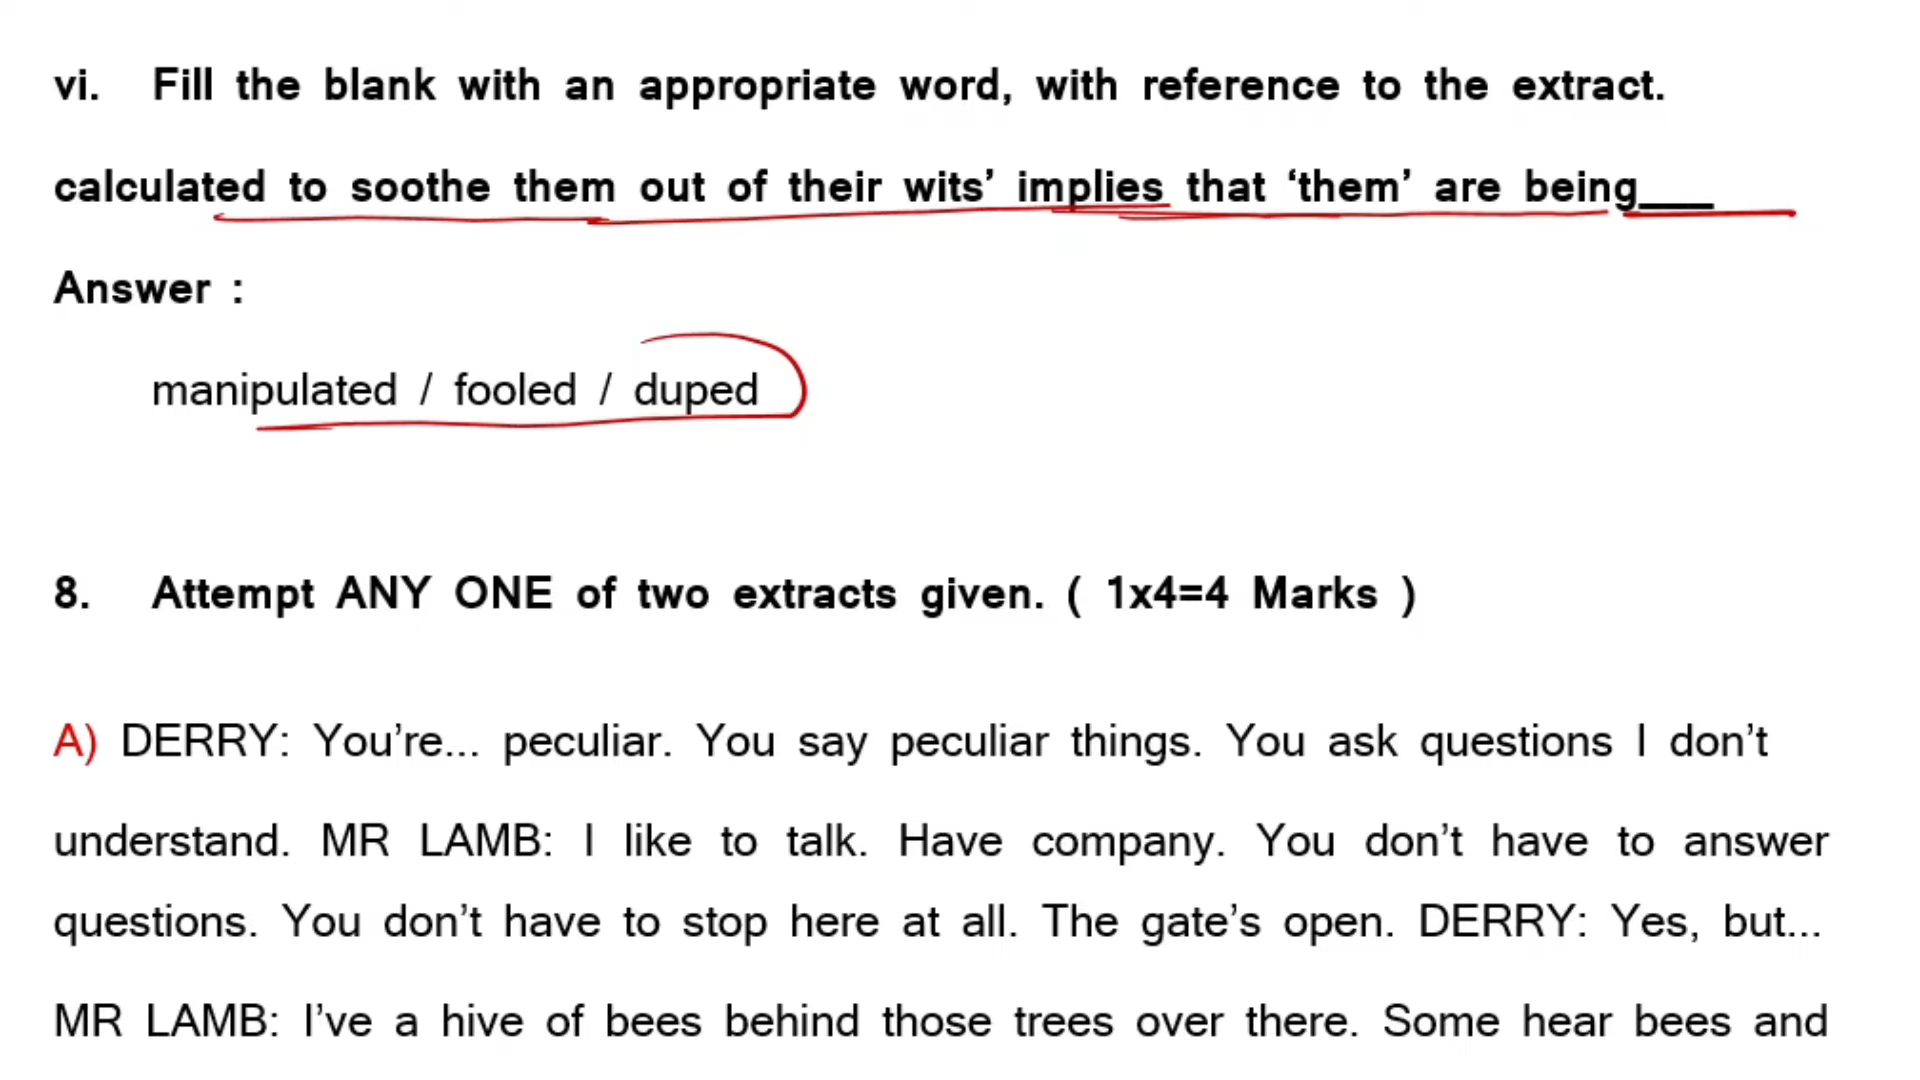 vi. Fill the blank with an appropriate word, with reference to the extract.
calculated to soothe them out of their wits’ implies that ‘them’ are being___
Answer :
manipulated / fooled / duped
8. Attempt ANY ONE of two extracts given. ( 1x4=4 Marks )
A) DERRY: You’re... peculiar. You say peculiar things. You ask questions I don’t
understand. MR LAMB: I like to talk. Have company. You don’t have to answer
questions. You don’t have to stop here at all. The gate’s open. DERRY: Yes, but...
MR LAMB: I’ve a hive of bees behind those trees over there. Some hear bees and